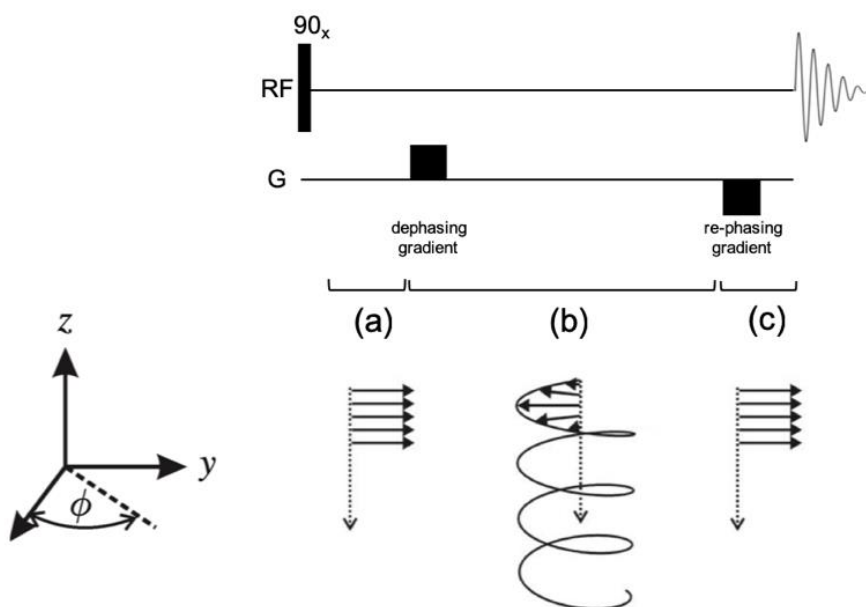 90x
RF
G
dephasing
gradient
re-phasing
gradient
(a)
(b)
(c)
z
y
ϕ